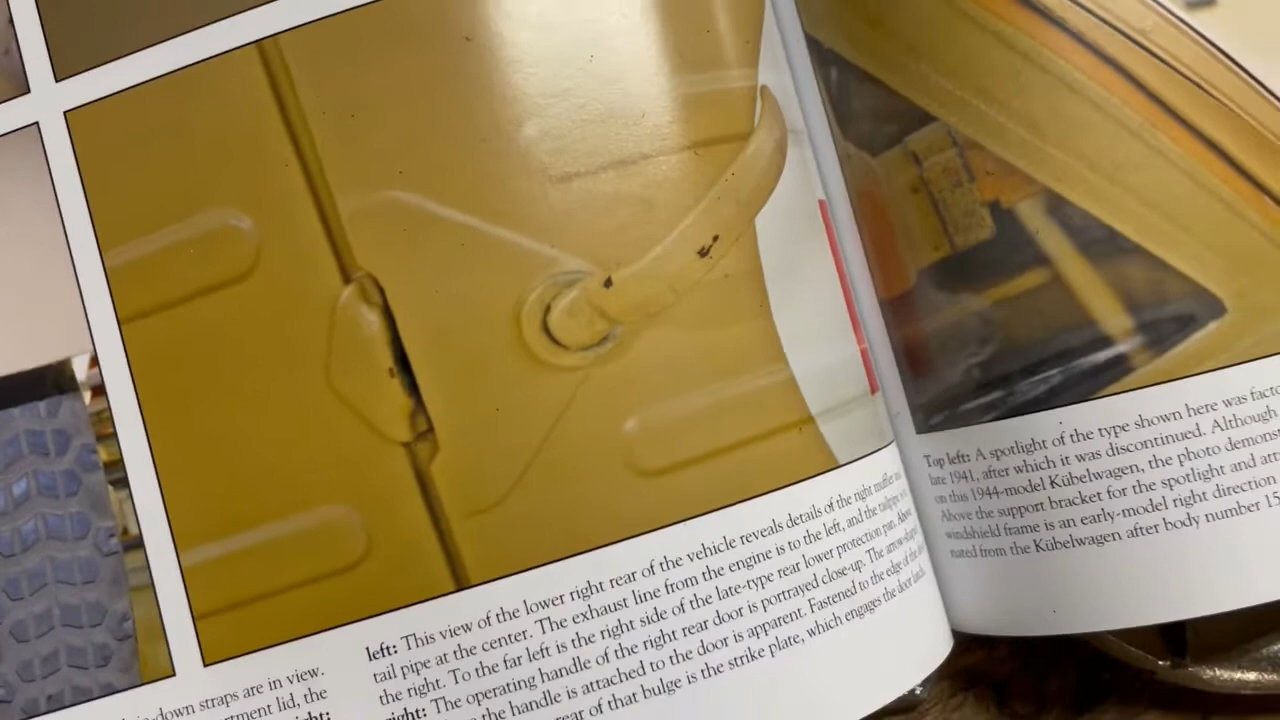 down straps are in view.
tment lid, the
right:
left: This view of the lower right rear of the vehicle reveals details of the right muffler
tail pipe at the center. The exhaust line from the engine is to the left, and the tailpipe
the right. To the far left is the right side of the late-type rear lower protection pan. Above
right: The operating handle of the right rear door is portrayed close-up. The arrow-shaped
the handle is attached to the door is apparent. Fastened to the edge of the
rear of that bulge is the strike plate, which engages the door latch.
Top left: A spotlight of the type shown here was facto
late 1941, after which it was discontinued. Although
on this 1944-model Kübelwagen, the photo demonst
Above the support bracket for the spotlight and att
windshield frame is an early-model right direction
nated from the Kübelwagen after body number 15